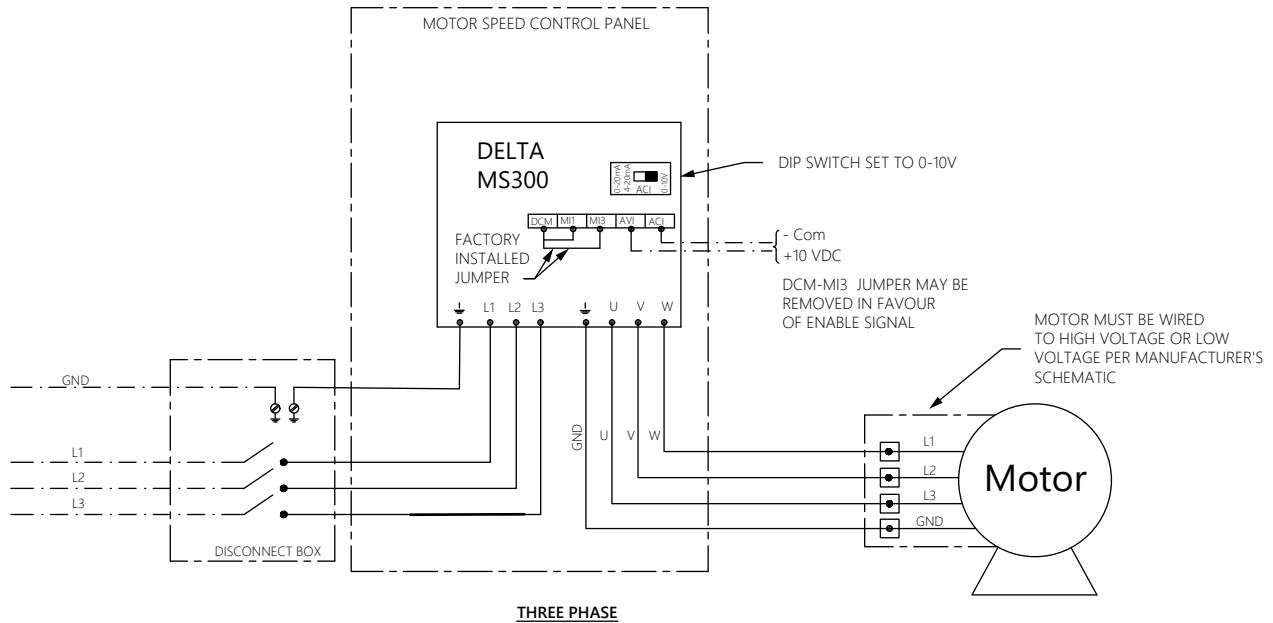 MOTOR SPEED CONTROL PANEL
DELTA
MS300
0-20mA
4-20mA
ACI
0-10V
DIP SWITCH SET TO 0-10V
DCM
MI1
MI3
AVI
ACI
FACTORY
INSTALLED
JUMPER
- Com
+10 VDC
DCM-MI3 JUMPER MAY BE
REMOVED IN FAVOUR
OF ENABLE SIGNAL
L1
L2
L3
U
V
W
MOTOR MUST BE WIRED
TO HIGH VOLTAGE OR LOW
VOLTAGE PER MANUFACTURER'S
SCHEMATIC
GND
L1
L2
L3
DISCONNECT BOX
GND
U
V
W
L1
L2
L3
GND
Motor
THREE PHASE